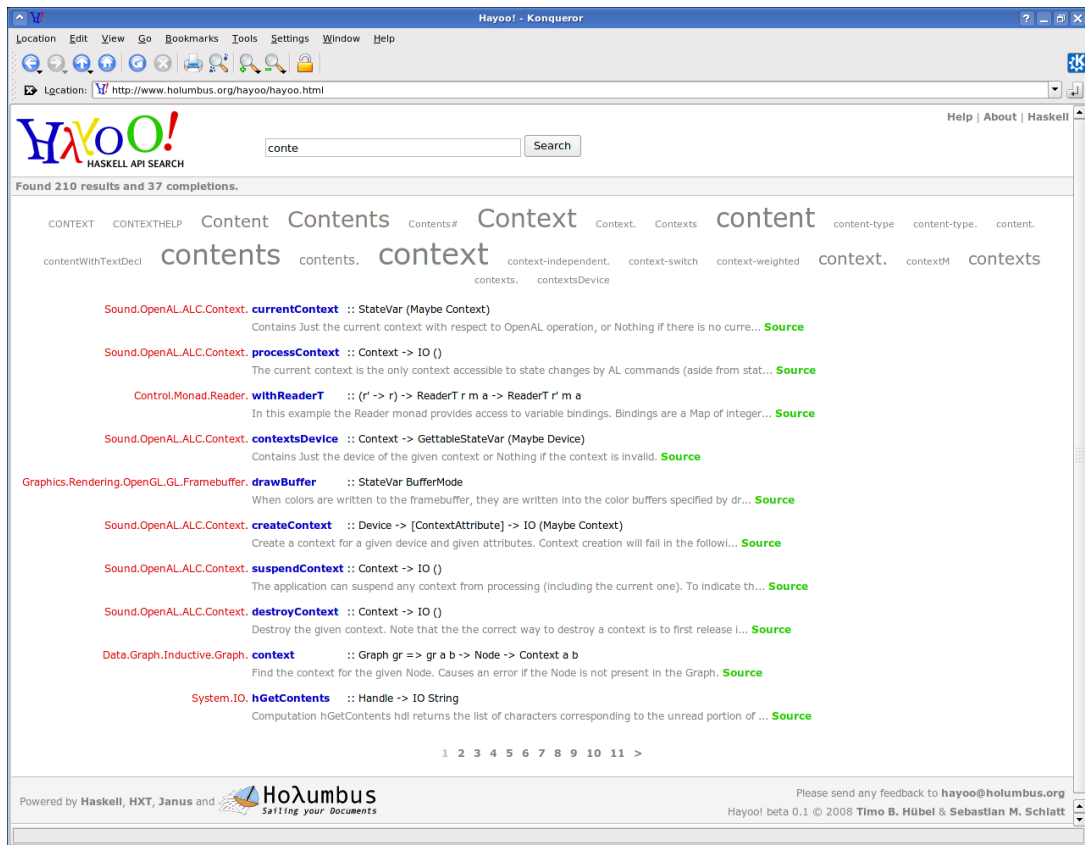 Hayoo! - Konqueror
Location Edit View Go Bookmarks Tools Settings Window Help
Location: http://www.holumbus.org/hayoo/hayoo.html
Help | About | Haskell
HλYOO!
HASKELL API SEARCH
conte Search
Found 210 results and 37 completions.
CONTEXT CONTEXTHELP Content Contents Contents# Context Context. Contexts content content-type content-type. content.
contentWithTextDecl contents contents. context context-independent. context-switch context-weighted context. contextM contexts
contexts. contextsDevice
Sound.OpenAL.ALC.Context. currentContext :: StateVar (Maybe Context)
Contains Just the current context with respect to OpenAL operation, or Nothing if there is no curre... Source
Sound.OpenAL.ALC.Context. processContext :: Context -> IO ()
The current context is the only context accessible to state changes by AL commands (aside from stat... Source
Control.Monad.Reader. withReaderT :: (r' -> r) -> ReaderT r m a -> ReaderT r' m a
In this example the Reader monad provides access to variable bindings. Bindings are a Map of integer... Source
Sound.OpenAL.ALC.Context. contextsDevice :: Context -> GettableStateVar (Maybe Device)
Contains Just the device of the given context or Nothing if the context is invalid. Source
Graphics.Rendering.OpenGL.GL.Framebuffer. drawBuffer :: StateVar BufferMode
When colors are written to the framebuffer, they are written into the color buffers specified by dr... Source
Sound.OpenAL.ALC.Context. createContext :: Device -> [ContextAttribute] -> IO (Maybe Context)
Create a context for a given device and given attributes. Context creation will fail in the followi... Source
Sound.OpenAL.ALC.Context. suspendContext :: Context -> IO ()
The application can suspend any context from processing (including the current one). To indicate th... Source
Sound.OpenAL.ALC.Context. destroyContext :: Context -> IO ()
Destroy the given context. Note that the the correct way to destroy a context is to first release i... Source
Data.Graph.Inductive.Graph. context :: Graph gr => gr a b -> Node -> Context a b
Find the context for the given Node. Causes an error if the Node is not present in the Graph. Source
System.IO. hGetContents :: Handle -> IO String
Computation hGetContents hdl returns the list of characters corresponding to the unread portion of ... Source
1 2 3 4 5 6 7 8 9 10 11 >
Powered by Haskell, HXT, Janus and Hoλumbus
Sailing your Documents
Please send any feedback to hayoo@holumbus.org
Hayoo! beta 0.1 © 2008 Timo B. Hübel & Sebastian M. Schlatt